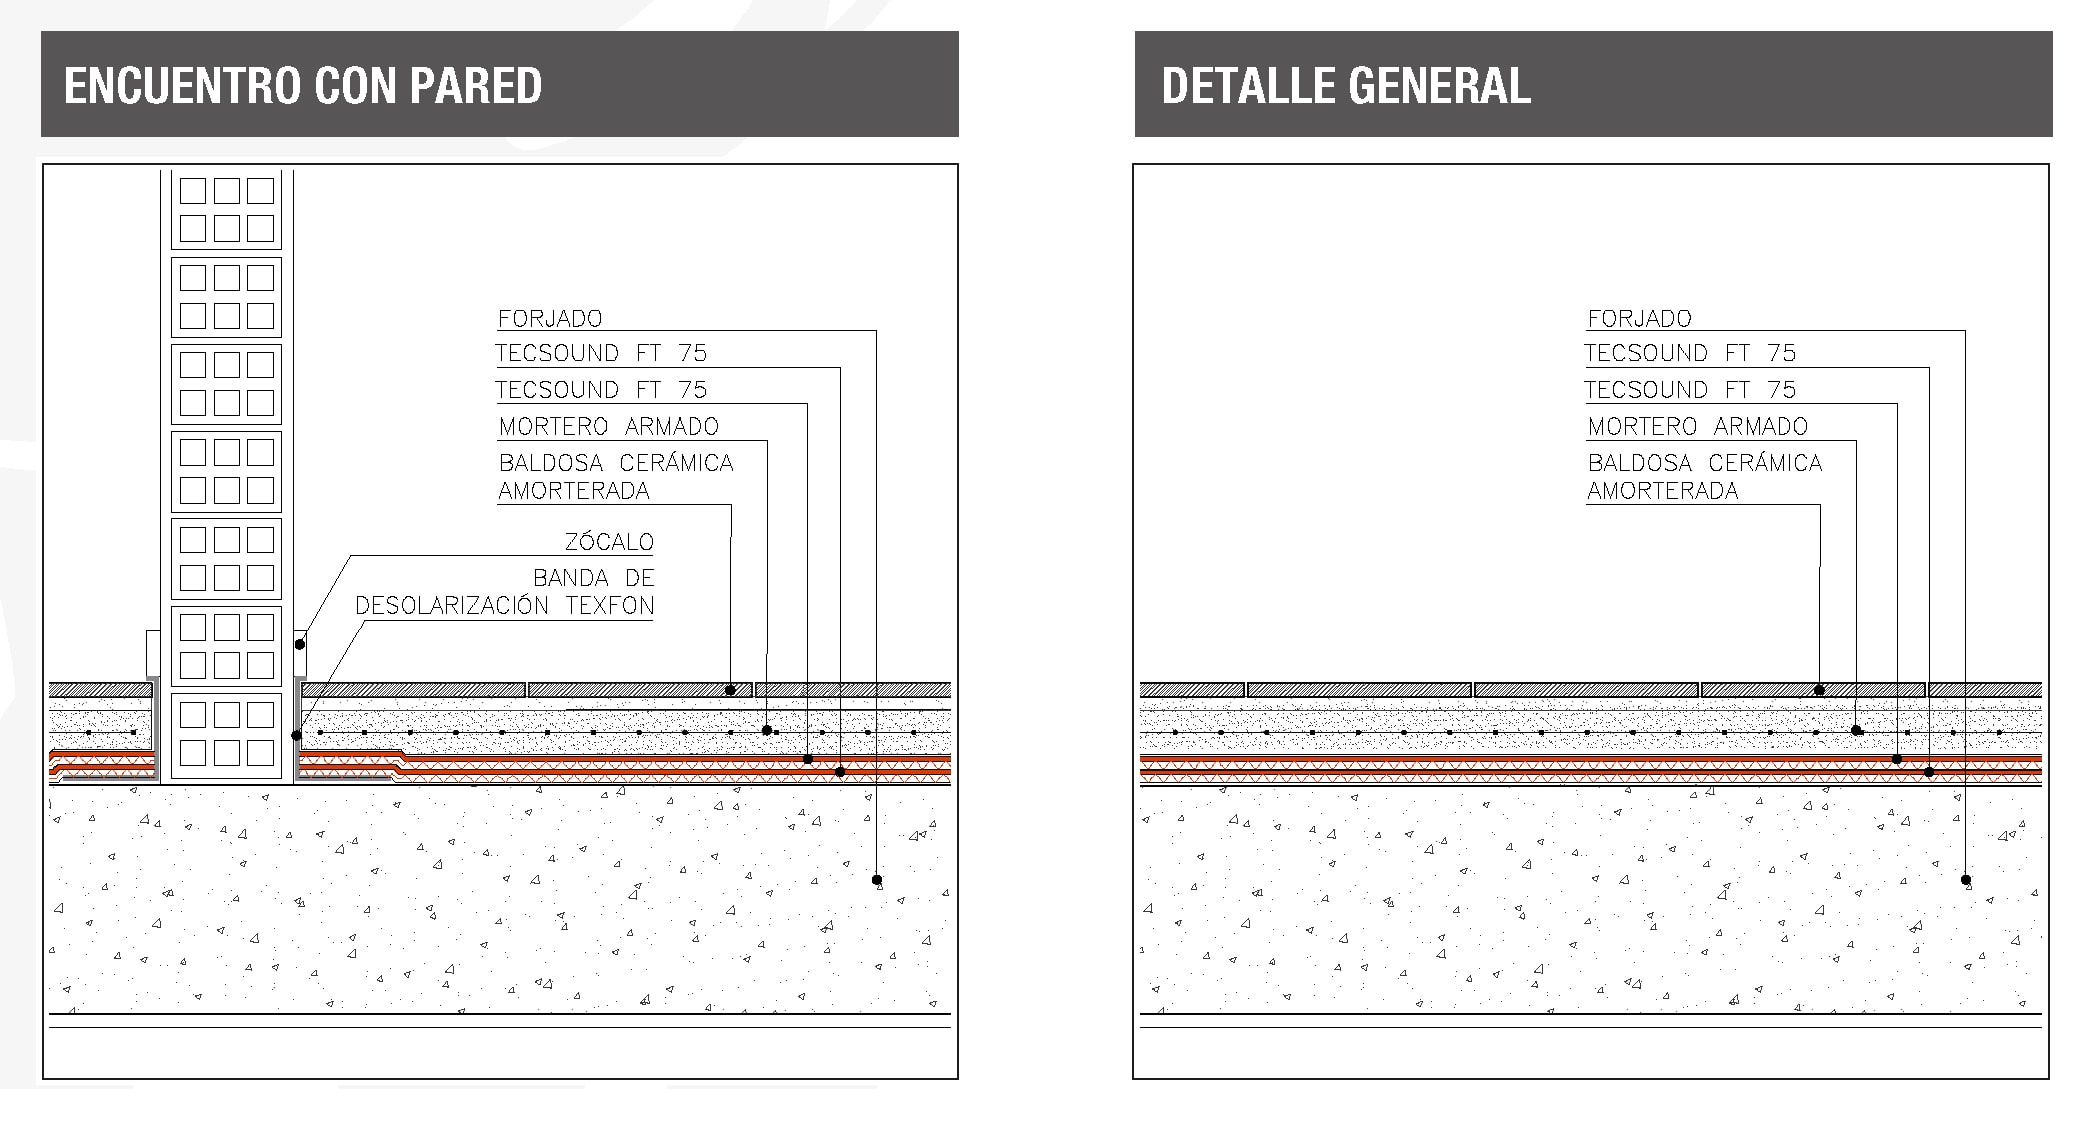 ENCUENTRO CON PARED
FORJADO
TECSOUND FT 75
TECSOUND FT 75
MORTERO ARMADO
BALDOSA CERÁMICA
AMORTERADA
ZÓCALO
BANDA DE
DESOLARIZACIÓN TEXFON
DETALLE GENERAL
FORJADO
TECSOUND FT 75
TECSOUND FT 75
MORTERO ARMADO
BALDOSA CERÁMICA
AMORTERADA